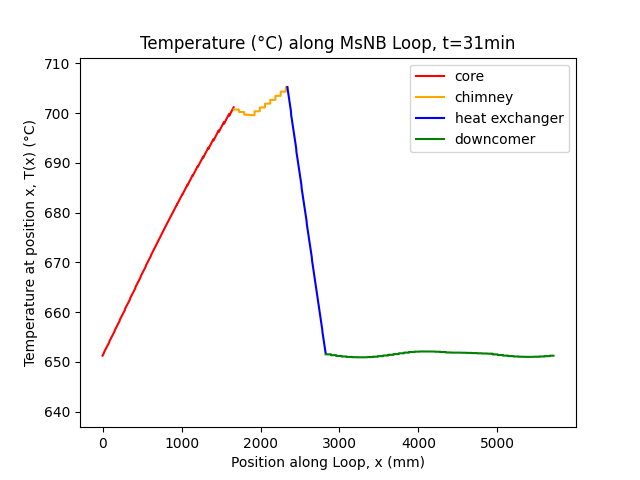 Temperature (°C) along MsNB Loop, t=31min
710
700
690
680
670
660
650
640
Temperature at position x, T(x) (°C)
core
chimney
heat exchanger
downcomer
0
1000
2000
3000
4000
5000
Position along Loop, x (mm)